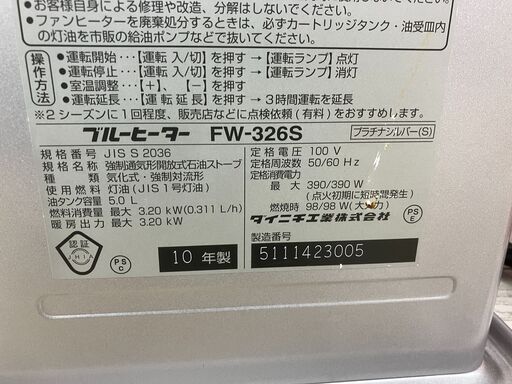 お客様自身による修理や改造、分解はしないでください。
ファンヒーターを廃棄処分するときは、必ずカートリッジタンク・油受皿内
の灯油を市販の給油ポンプなどで抜いてください。
操作方法
▶運転開始・・・【運転 入/切】を押す→【運転ランプ】点灯
▶運転停止・・・【運転 入/切】を押す→【運転ランプ】消灯
▶室温調整・・・【+】、【-】を押す
▶運転延長・・・【運転延長】を押す→3時間運転を延長
※2シーズンに1回程度、販売店などに点検依頼(有料)をおすすめします。
ブルーヒーター FW-326S プラチナシルバー(S)
規格番号 JIS S 2036
規格名称 強制通気形開放式石油ストーブ
種類 気化式・強制対流形
使用燃料 灯油(JIS 1号灯油)
油タンク容量 5.0 L
燃料消費量 最大 3.20 kW(0.311 L/h)
暖房出力 最大 3.20 kW
定格電圧 100 V
定格周波数 50/60 Hz
最大 390/390 W
(点火初期に短時間発生)
燃焼時 98/98 W
ダイニチ工業株式会社
認証
JHIA
PS
C
10 年製
製造番号
5111423005
PS
E